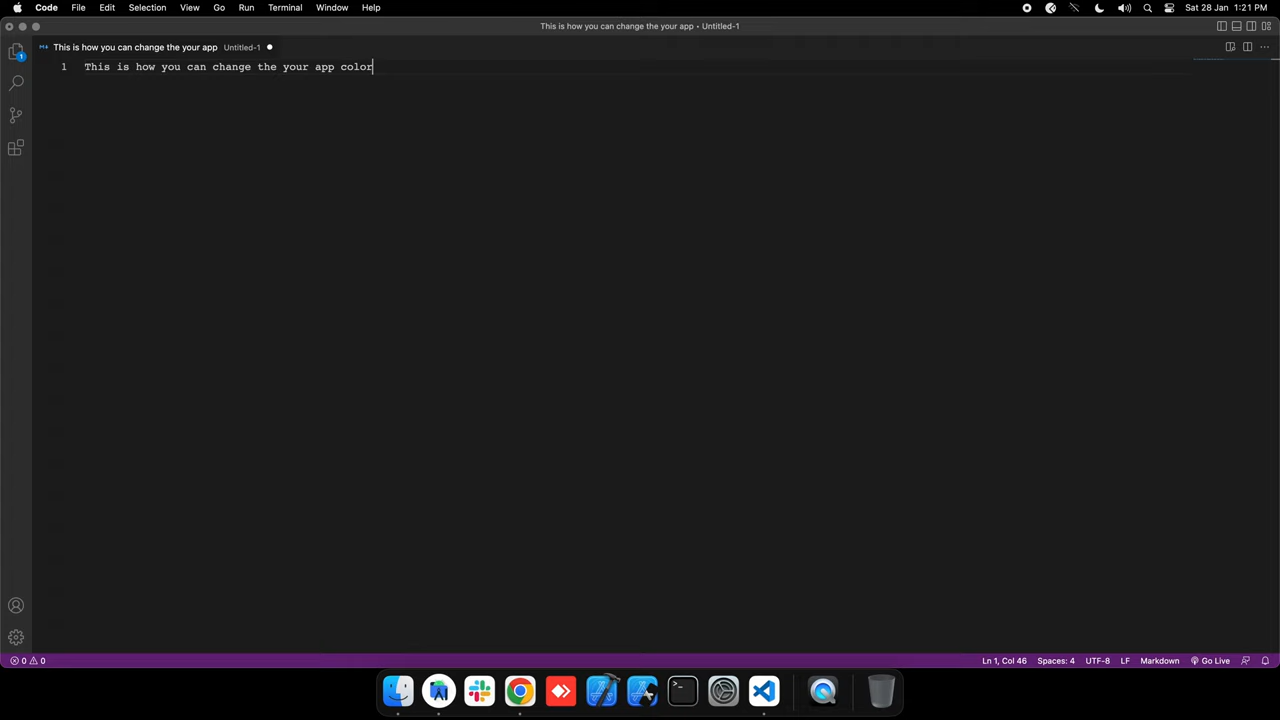 Code File Edit Selection View Go Run Terminal Window Help Sat 28 Jan 1:21 PM
This is how you can change the your app • Untitled-1
This is how you can change the your app Untitled-1
1 This is how you can change the your app color
1
0 0 Ln 1, Col 46 Spaces: 4 UTF-8 LF Markdown Go Live